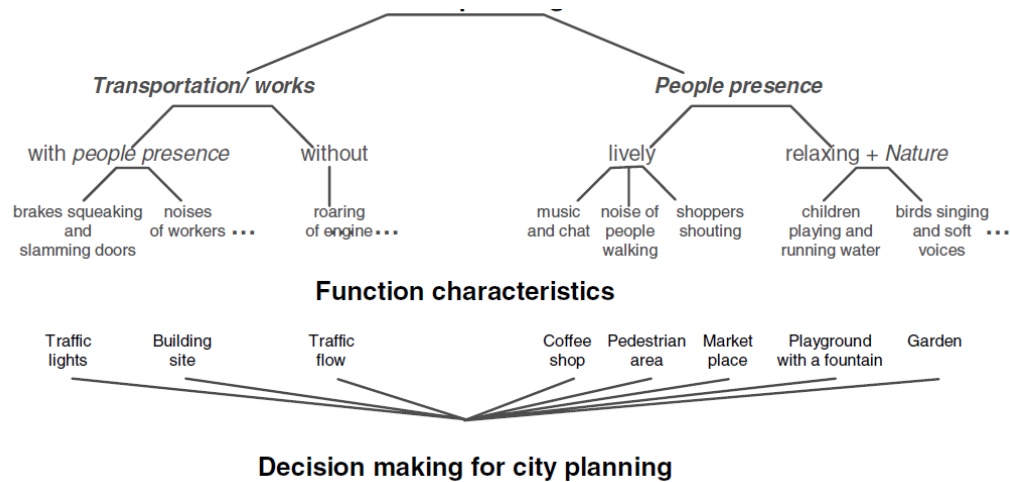 Transportation/ works
People presence
with people presence
without
lively
relaxing + Nature
brakes squeaking
and
slamming doors
noises
of workers ...
roaring
of engine ...
music
and chat
noise of
people
walking
shoppers
shouting
children
playing and
running water
birds singing
and soft
voices
...
Function characteristics
Traffic
lights
Building
site
Traffic
flow
Coffee
shop
Pedestrian
area
Market
place
Playground
with a fountain
Garden
Decision making for city planning